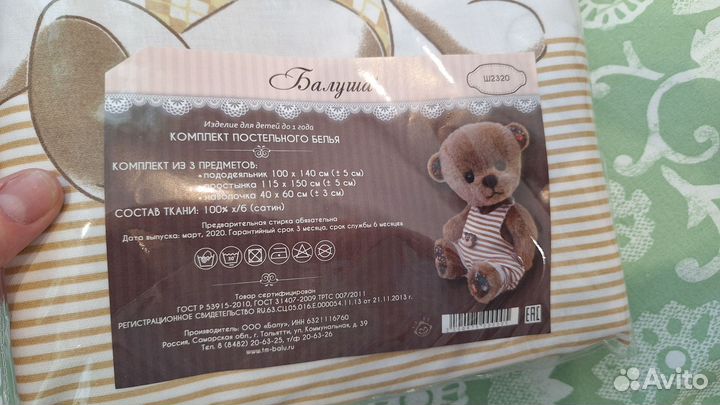 Балуша
Ш2320
Изделие для детей до 1 года
КОМПЛЕКТ ПОСТЕЛЬНОГО БЕЛЬЯ
КОМПЛЕКТ ИЗ 3 ПРЕДМЕТОВ:
• пододеяльник 100 x 140 см (± 5 см)
• простынка 115 x 150 см (± 5 см)
• наволочка 40 x 60 см (± 3 см)
СОСТАВ ТКАНИ: 100% х/б (сатин)
Предварительная стирка обязательна
Дата выпуска: март, 2020. Гарантийный срок 3 месяца, срок службы 6 месяцев
Товар сертифицирован
ГОСТ Р 53915-2010, ГОСТ 31407-2009 ТРТС 007/2011
РЕГИСТРАЦИОННОЕ СВИДЕТЕЛЬСТВО RU.63.СЦ.05.016.Е.000054.11.13 от 21.11.2013 г.
Производитель: ООО «Балу», ИНН 6321116760
Россия, Самарская обл., г. Тольятти, ул. Коммунальная, д. 39
Тел. 8 (8482) 20-63-25, т/ф 20-63-26
www.tm-balu.ru
EAC
Avito